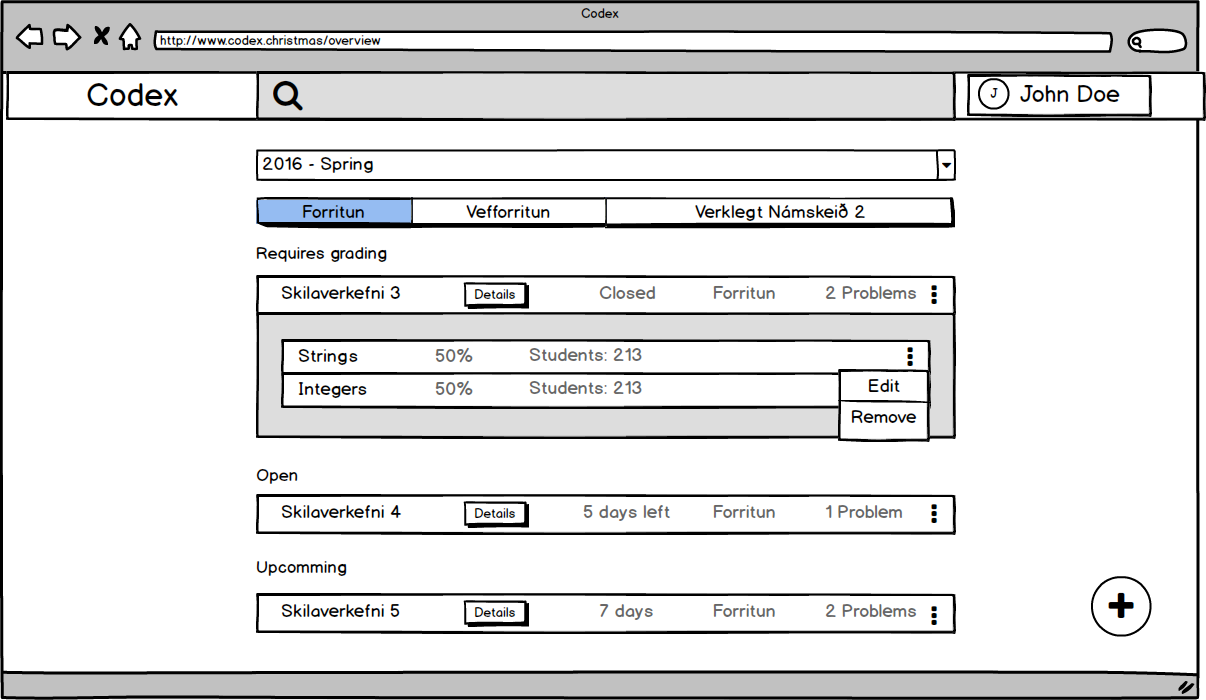 Codex
http://www.codex.christmas/overview
Codex
J John Doe
2016 - Spring
Forritun Vefforritun Verklegt Námskeið 2
Requires grading
Skilaverkefni 3 Details Closed Forritun 2 Problems
Strings 50% Students: 213
Integers 50% Students: 213
Edit
Remove
Open
Skilaverkefni 4 Details 5 days left Forritun 1 Problem
Upcomming
Skilaverkefni 5 Details 7 days Forritun 2 Problems